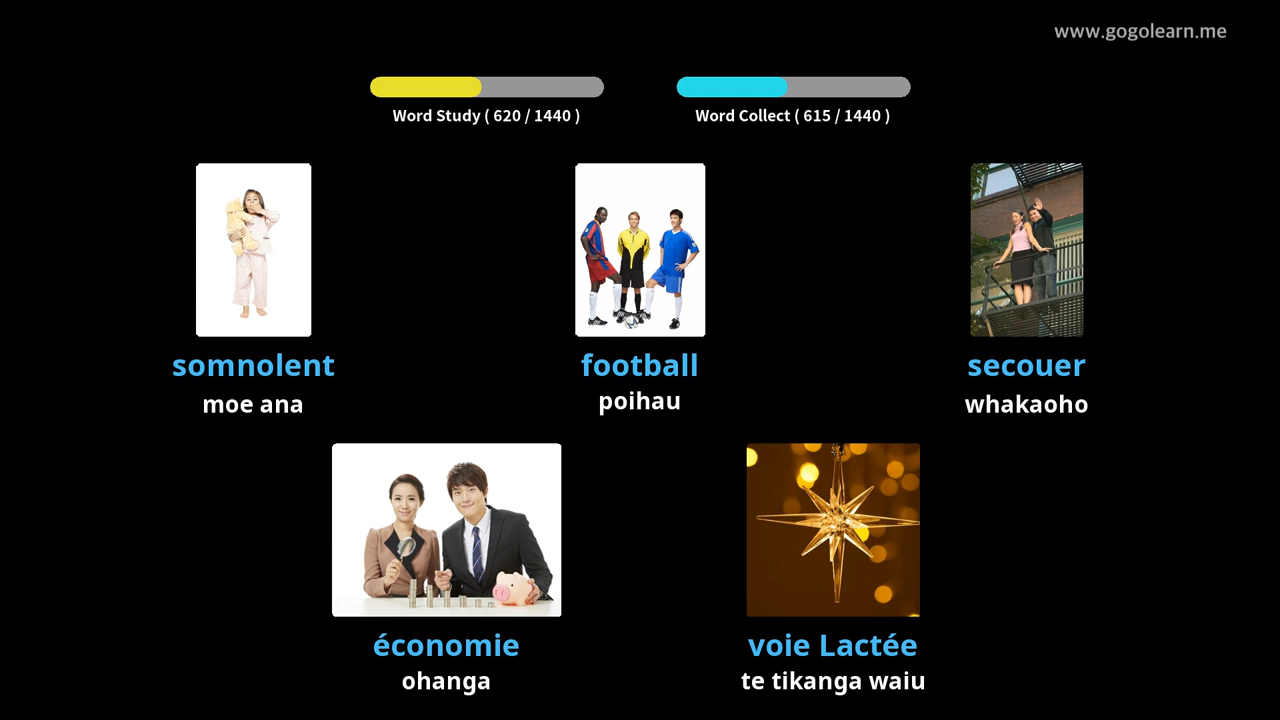 www.gogolearn.me
Word Study ( 620 / 1440 )
Word Collect ( 615 / 1440 )
somnolent
moe ana
football
poihau
secouer
whakaoho
économie
ohanga
voie Lactée
te tikanga waiu